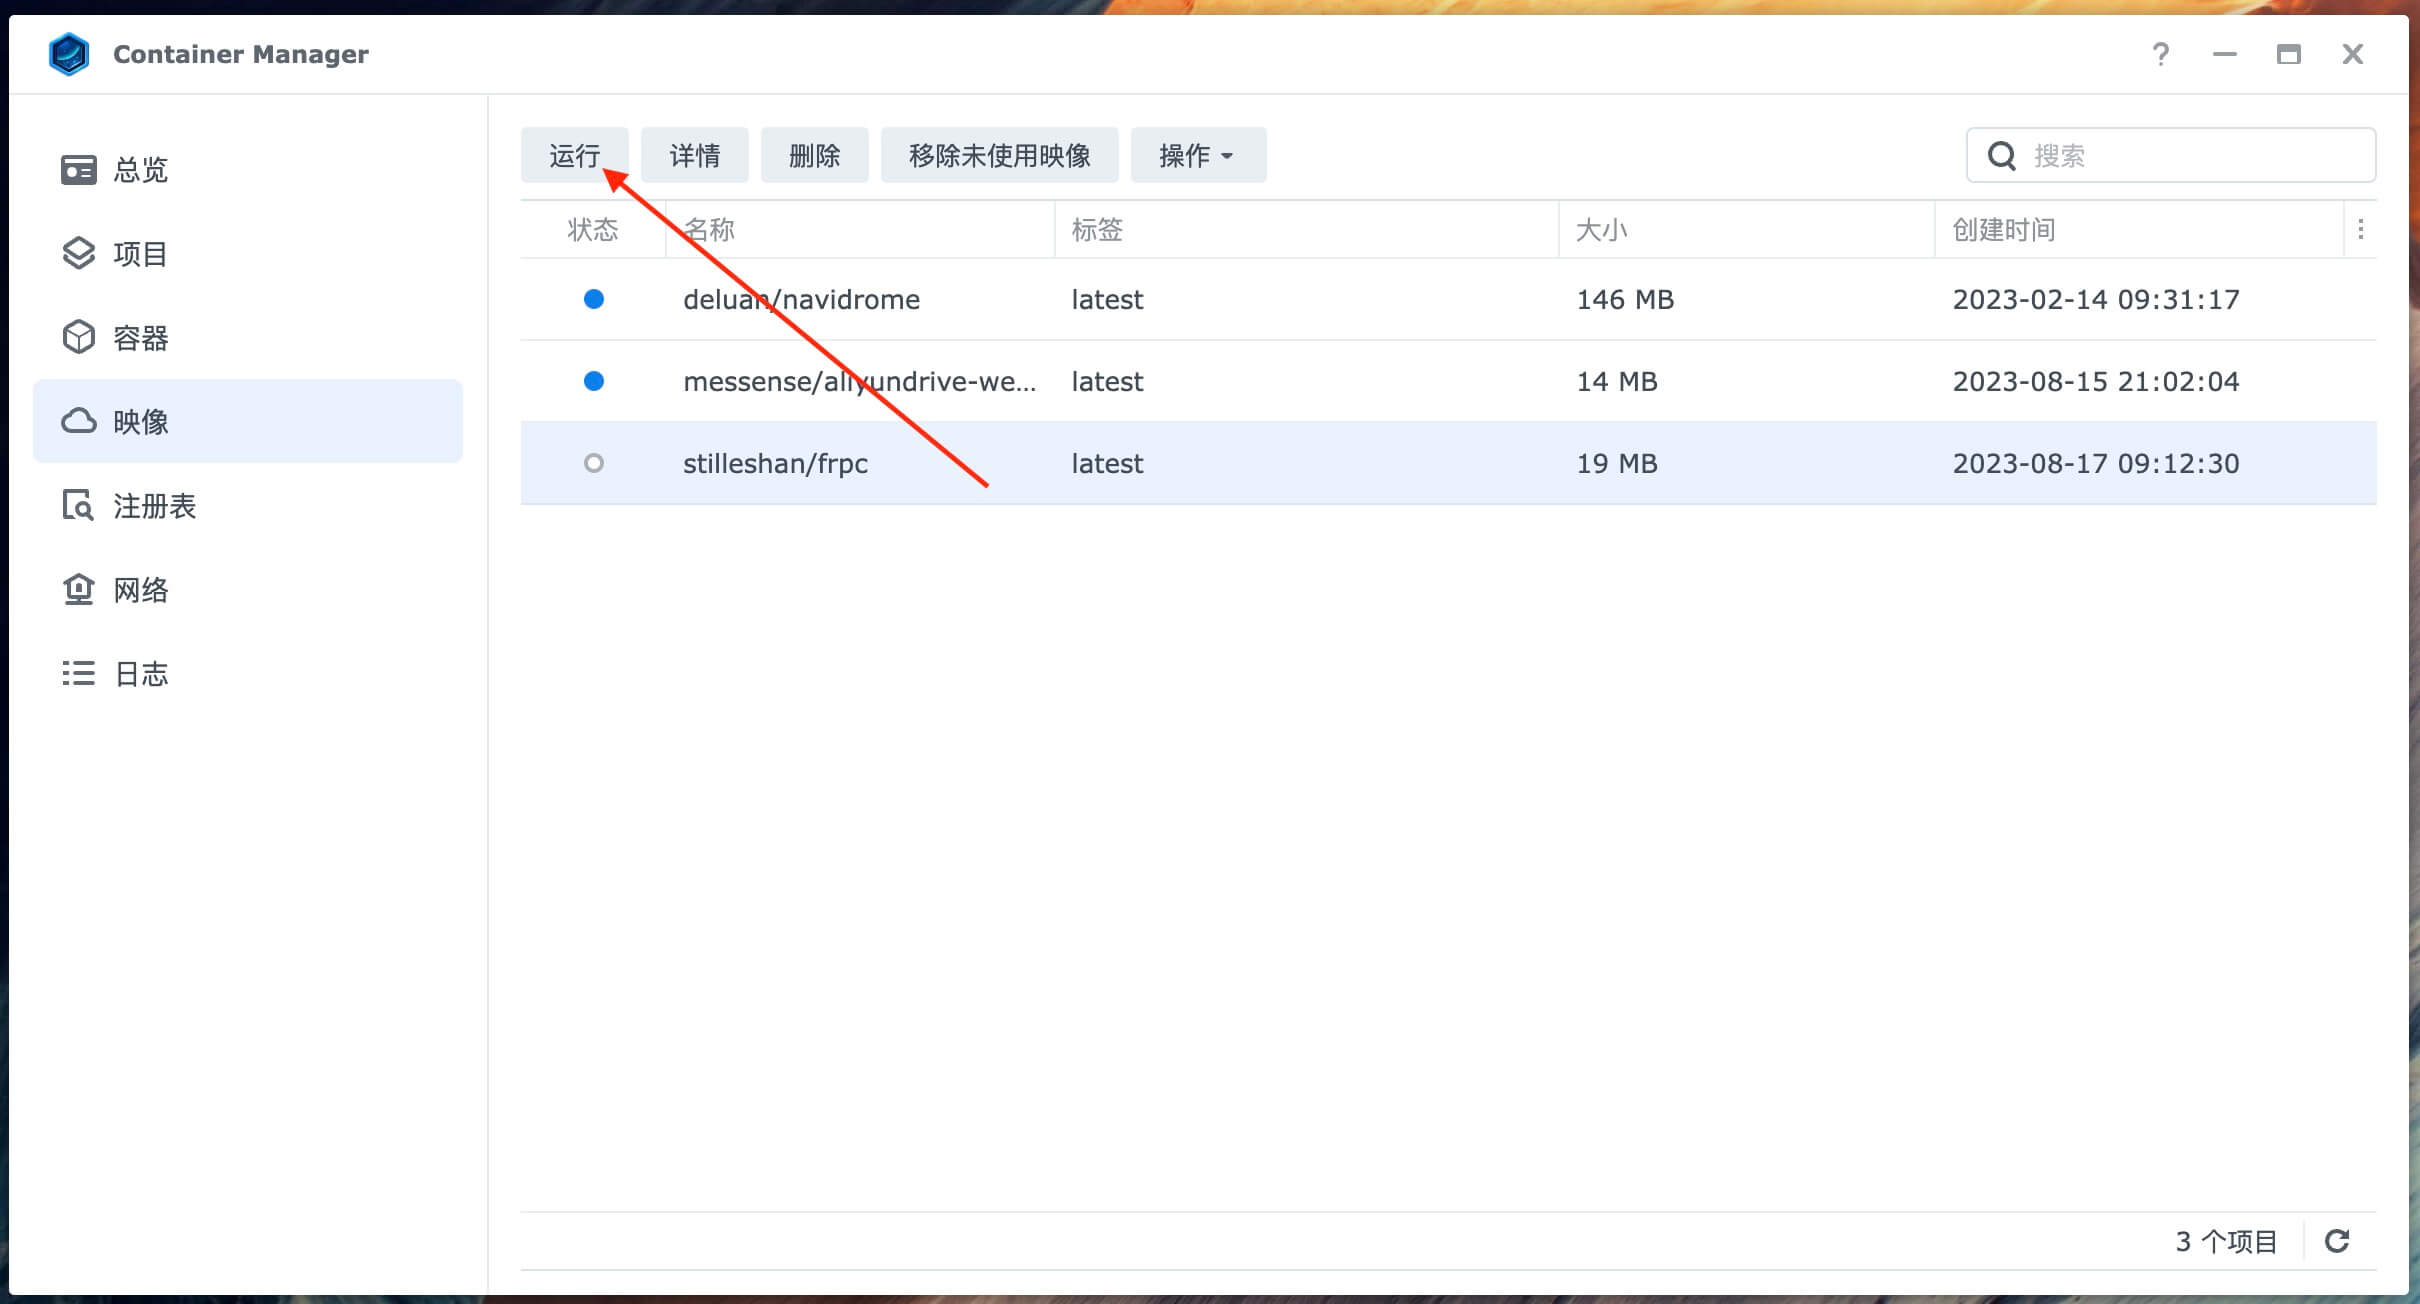 Container Manager
总览
项目
容器
映像
注册表
网络
日志
运行 详情 删除 移除未使用映像 操作 搜索
状态 名称 标签 大小 创建时间
deluan/navidrome latest 146 MB 2023-02-14 09:31:17
messense/aliyundrive-we... latest 14 MB 2023-08-15 21:02:04
stilleshan/frpc latest 19 MB 2023-08-17 09:12:30
3 个项目